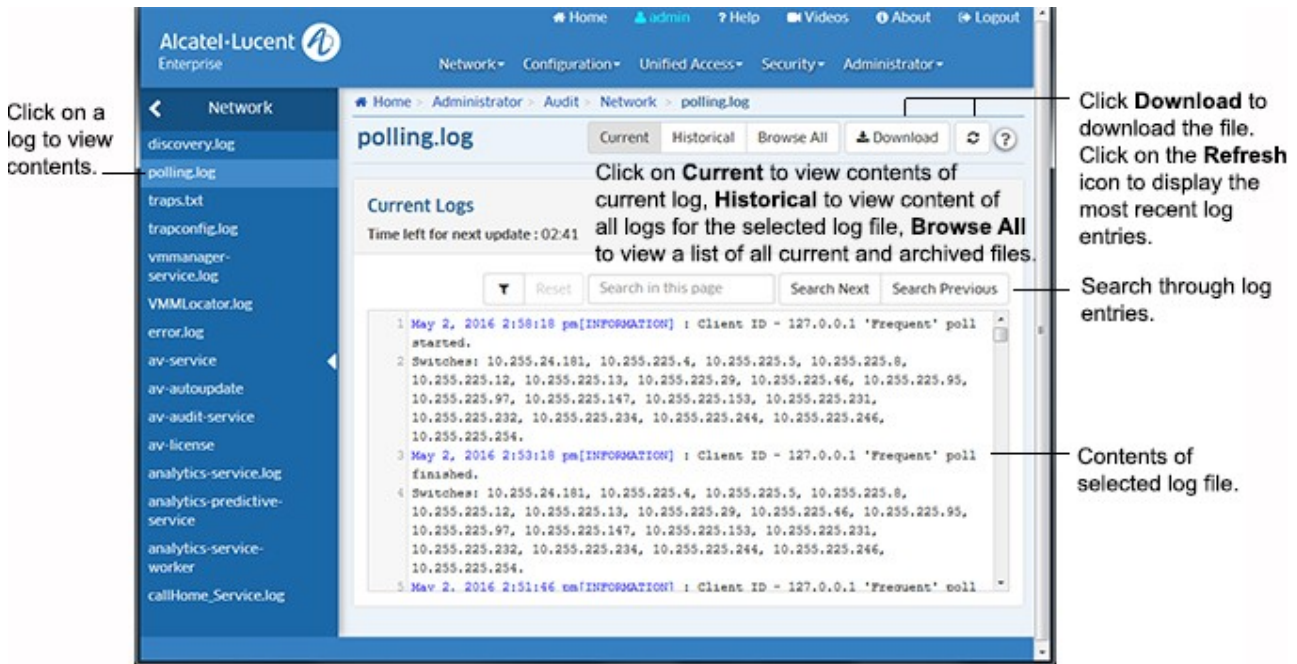 Home admin ? Help Videos About Logout
Alcatel·Lucent
Enterprise
Network Configuration Unified Access Security Administrator
Click on a
log to view
contents.
Network
discovery.log
polling.log
traps.txt
trapconfig.log
vmmanager-
service.log
VMMLocator.log
error.log
av-service
av-autoupdate
av-audit-service
av-license
analytics-service.log
analytics-predictive-
service
analytics-service-
worker
callHome_Service.log
Home > Administrator > Audit > Network > polling.log
polling.log
Current Historical Browse All Download ?
Click on Current to view contents of
current log, Historical to view content of
all logs for the selected log file, Browse All
to view a list of all current and archived files.
Current Logs
Time left for next update : 02:41
Reset Search in this page Search Next Search Previous
1 May 2, 2016 2:58:18 pm[INFORMATION] : Client ID - 127.0.0.1 'Frequent' poll
started.
2 Switches: 10.255.24.181, 10.255.225.4, 10.255.225.5, 10.255.225.8,
10.255.225.12, 10.255.225.13, 10.255.225.29, 10.255.225.46, 10.255.225.95,
10.255.225.97, 10.255.225.147, 10.255.225.153, 10.255.225.231,
10.255.225.232, 10.255.225.234, 10.255.225.244, 10.255.225.246,
10.255.225.254.
3 May 2, 2016 2:53:18 pm[INFORMATION] : Client ID - 127.0.0.1 'Frequent' poll
finished.
4 Switches: 10.255.24.181, 10.255.225.4, 10.255.225.5, 10.255.225.8,
10.255.225.12, 10.255.225.13, 10.255.225.29, 10.255.225.46, 10.255.225.95,
10.255.225.97, 10.255.225.147, 10.255.225.153, 10.255.225.231,
10.255.225.232, 10.255.225.234, 10.255.225.244, 10.255.225.246,
10.255.225.254.
5 May 2, 2016 2:51:46 pm[INFORMATION] : Client ID - 127.0.0.1 'Frequent' poll
Click Download to
download the file.
Click on the Refresh
icon to display the
most recent log
entries.
Search through log
entries.
Contents of
selected log file.